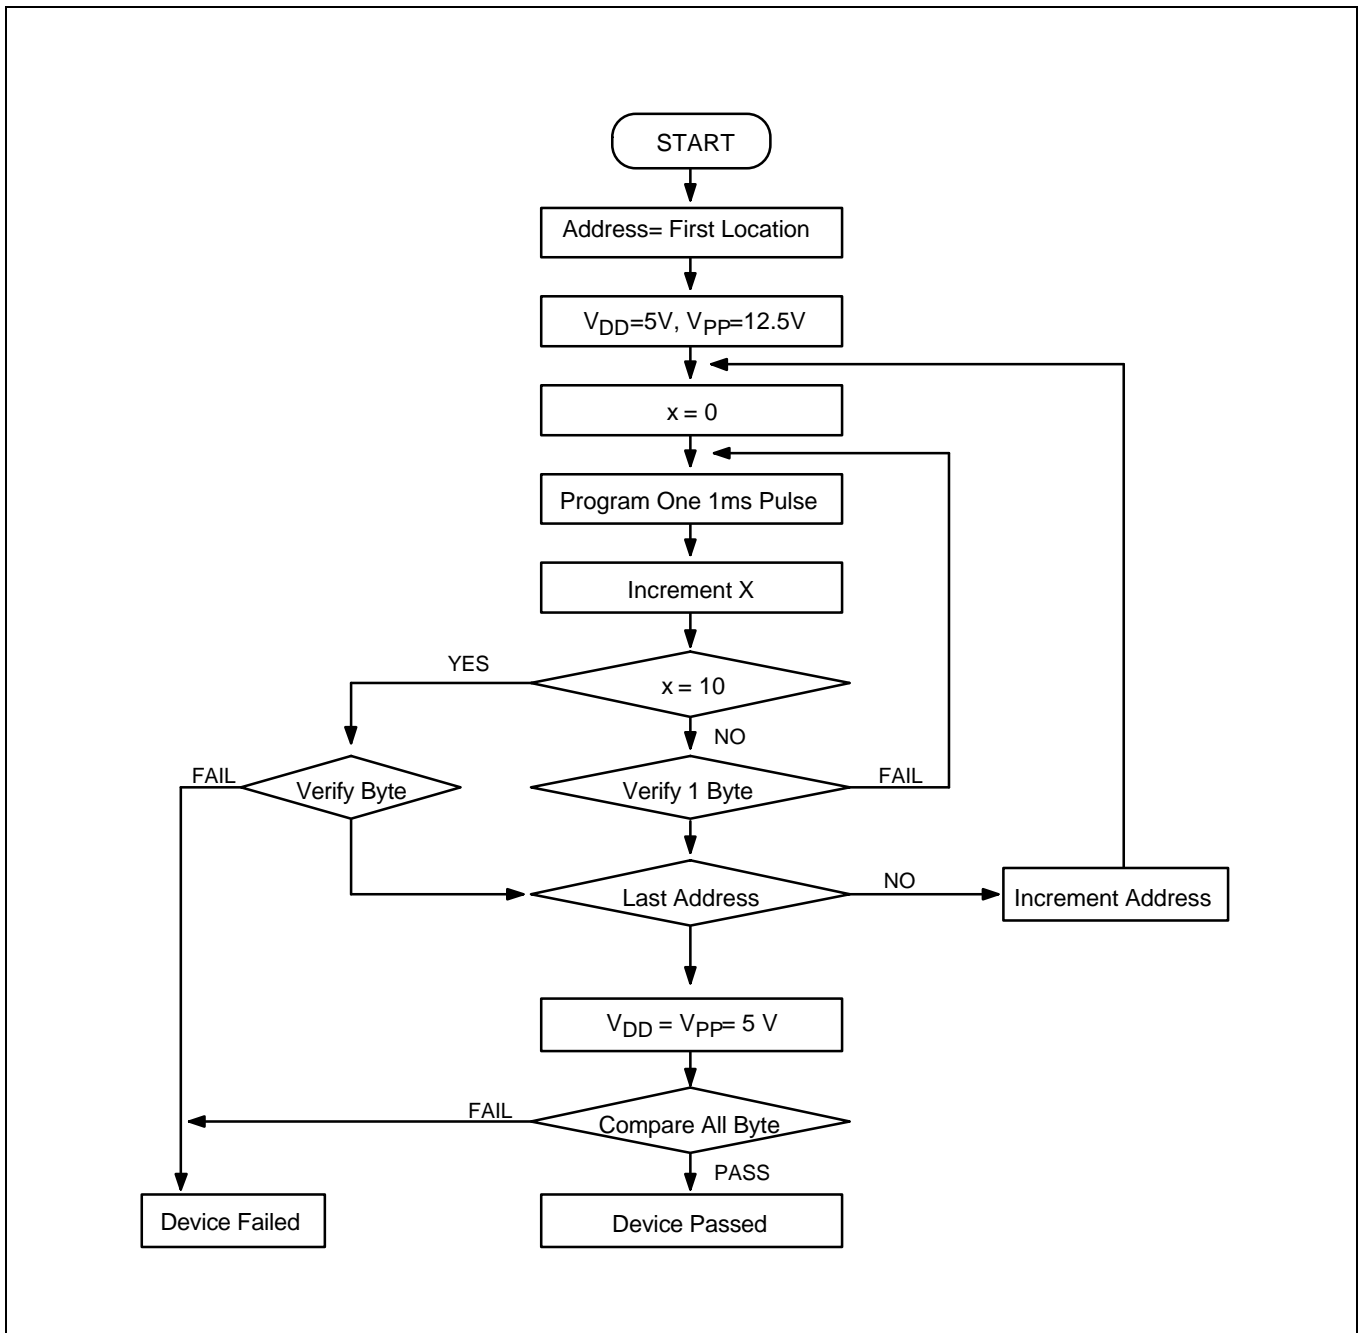 START
Address= First Location
VDD=5V, VPP=12.5V
x = 0
Program One 1ms Pulse
Increment X
YES
x = 10
NO
FAIL
Verify Byte
Verify 1 Byte
FAIL
Last Address
NO
Increment Address
VDD = VPP= 5 V
FAIL
Compare All Byte
PASS
Device Failed
Device Passed